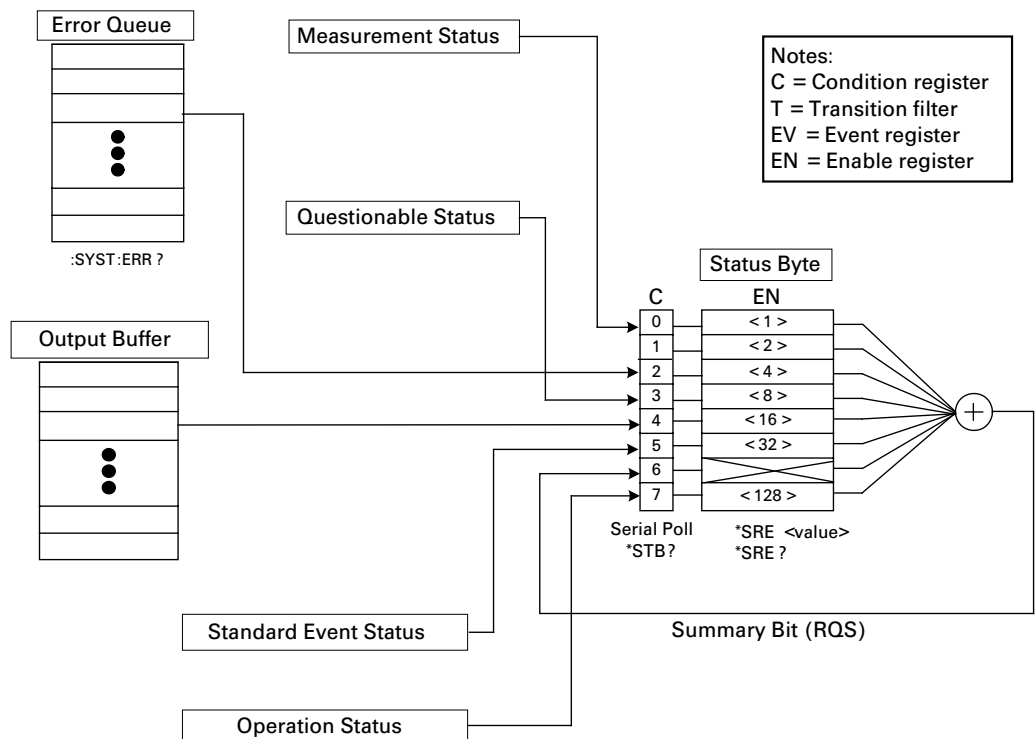 Error Queue
:SYST:ERR ?
Measurement Status
Notes:
C = Condition register
T = Transition filter
EV = Event register
EN = Enable register
Questionable Status
Status Byte
C
EN
0
< 1 >
1
< 2 >
2
< 4 >
3
< 8 >
4
< 16 >
5
< 32 >
6
7
< 128 >
Serial Poll
*STB ?
*SRE <value>
*SRE ?
Output Buffer
Summary Bit (RQS)
Standard Event Status
Operation Status